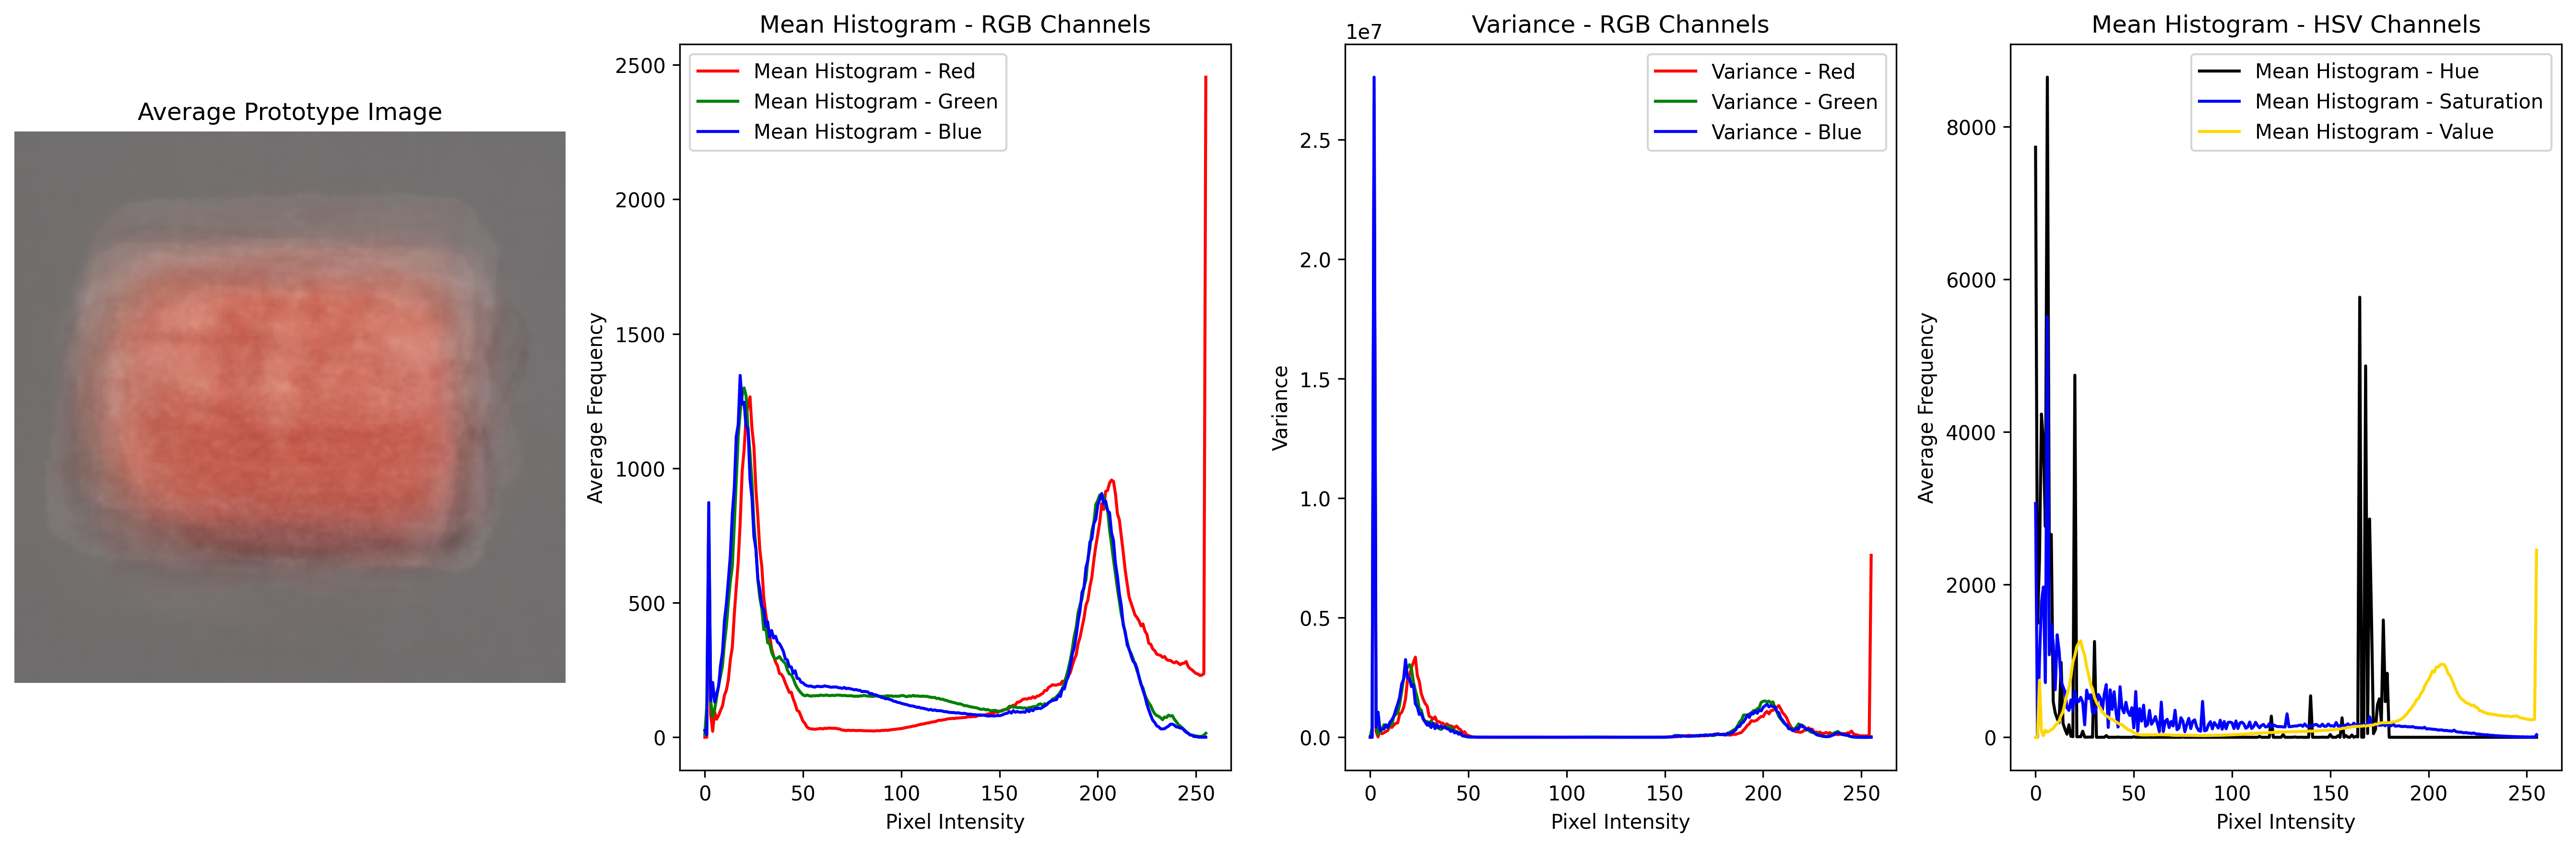 Average Prototype Image
Mean Histogram - RGB Channels
Mean Histogram - Red
Mean Histogram - Green
Mean Histogram - Blue
Average Frequency
2500
2000
1500
1000
500
0
0 50 100 150 200 250
Pixel Intensity
Variance - RGB Channels
1e7
Variance - Red
Variance - Green
Variance - Blue
Variance
2.5
2.0
1.5
1.0
0.5
0.0
0 50 100 150 200 250
Pixel Intensity
Mean Histogram - HSV Channels
Mean Histogram - Hue
Mean Histogram - Saturation
Mean Histogram - Value
Average Frequency
8000
6000
4000
2000
0
0 50 100 150 200 250
Pixel Intensity